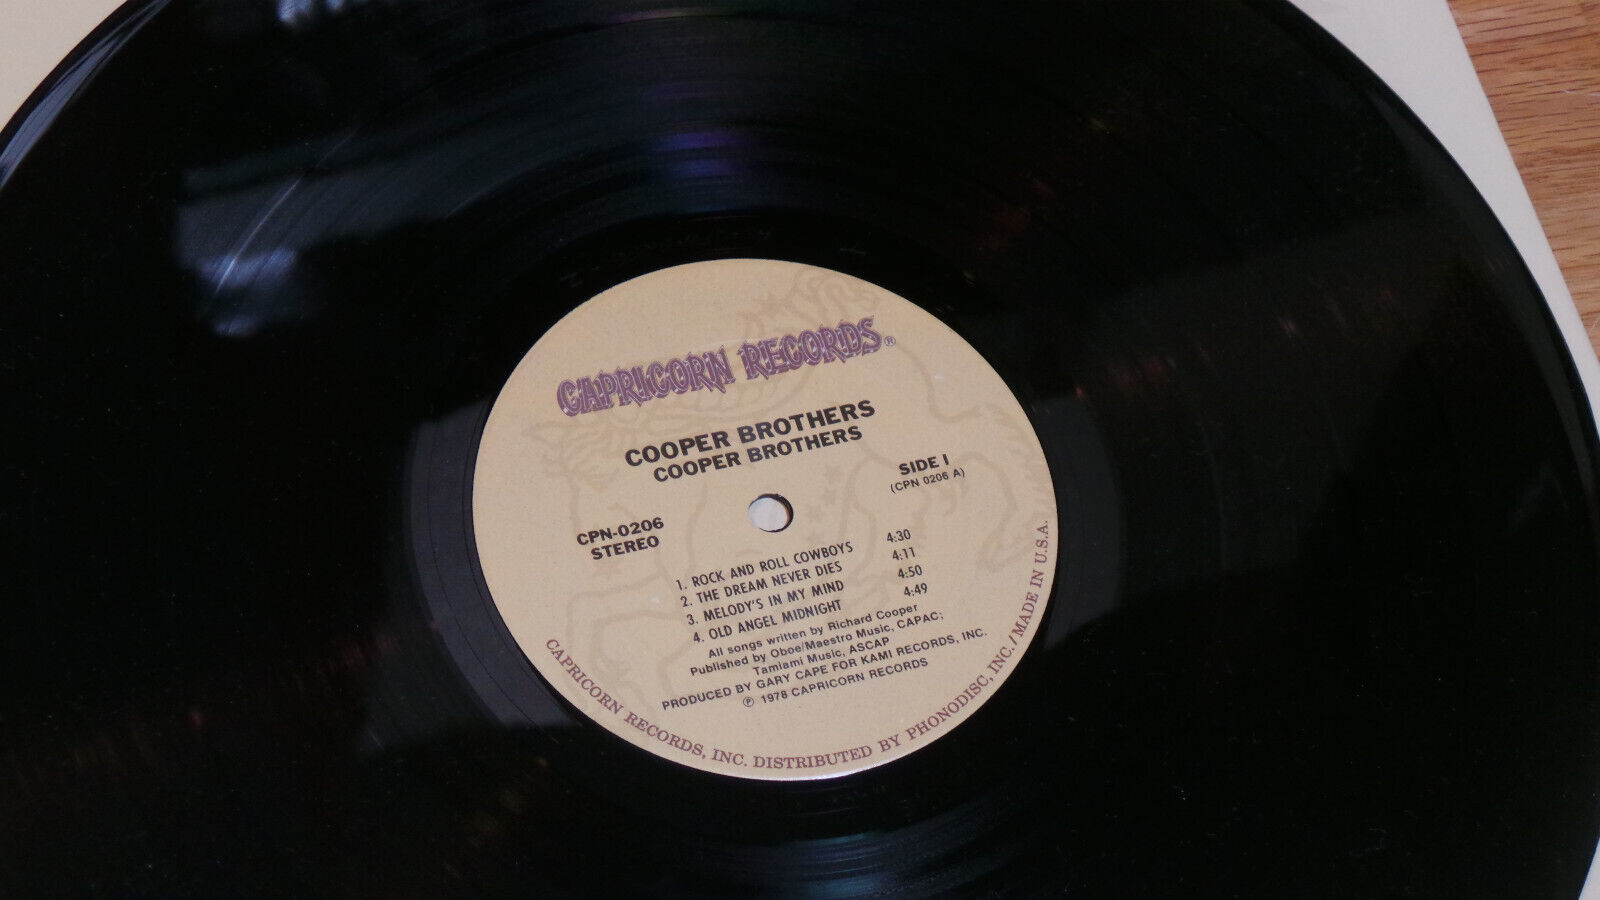 CAPRICORN RECORDS®
COOPER BROTHERS
COOPER BROTHERS
SIDE I
(CPN 0206 A)
CPN-0206
STEREO
1. ROCK AND ROLL COWBOYS 4:30
2. THE DREAM NEVER DIES 4:11
3. MELODY'S IN MY MIND 4:50
4. OLD ANGEL MIDNIGHT 4:49
All songs written by Richard Cooper
Published by Oboe/Maestro Music, CAPAC;
Tamiami Music, ASCAP
PRODUCED BY GARY CAPE FOR KAMI RECORDS, INC.
℗ 1978 CAPRICORN RECORDS
CAPRICORN RECORDS, INC. DISTRIBUTED BY PHONODISC, INC./MADE IN U.S.A.